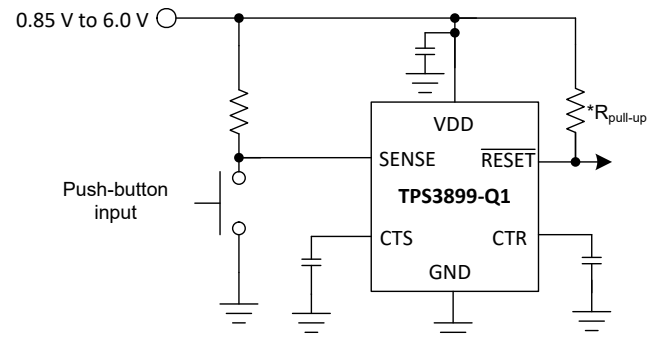 0.85 V to 6.0 V
VDD
*Rpull-up
SENSE
RESET
Push-button
input
TPS3899-Q1
CTS
CTR
GND